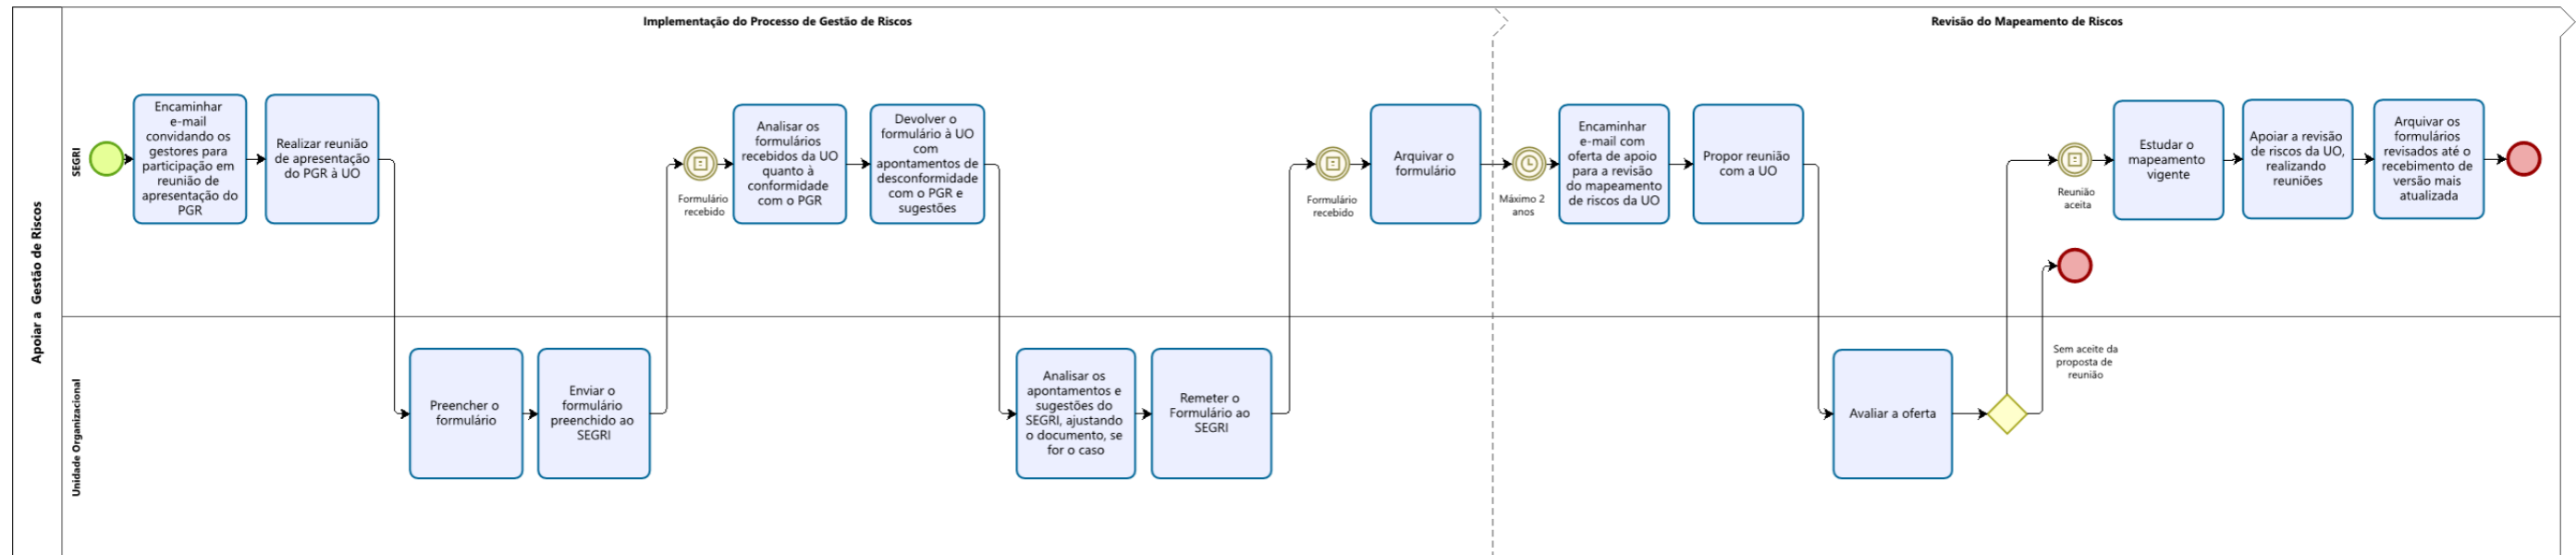 Implementação do Processo de Gestão de Riscos
Revisão do Mapeamento de Riscos
Apoiar a Gestão de Riscos
SEGRI
Encaminhar
e-mail
convidando os
gestores para
participação em
reunião de
apresentação do
PGR
Realizar reunião
de apresentação
do PGR à UO
Formulário
recebido
Analisar os
formulários
recebidos da UO
quanto à
conformidade
com o PGR
Devolver o
formulário à UO
com
apontamentos de
desconformidade
com o PGR e
sugestões
Formulário
recebido
Arquivar o
formulário
Máximo 2
anos
Encaminhar
e-mail com
oferta de apoio
para a revisão
do mapeamento
de riscos da UO
Propor reunião
com a UO
Reunião
aceita
Estudar o
mapeamento
vigente
Apoiar a revisão
de riscos da UO,
realizando
reuniões
Arquivar os
formulários
revisados até o
recebimento de
versão mais
atualizada
Unidade Organizacional
Preencher o
formulário
Enviar o
formulário
preenchido ao
SEGRI
Analisar os
apontamentos e
sugestões do
SEGRI, ajustando
o documento, se
for o caso
Remeter o
Formulário ao
SEGRI
Avaliar a oferta
Sem aceite da
proposta de
reunião